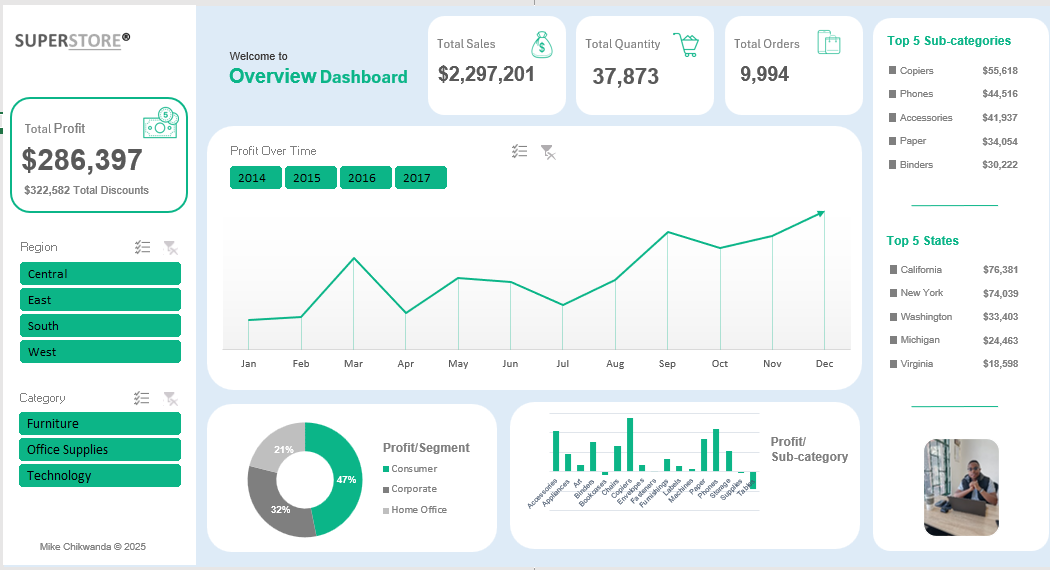 SUPERSTORE®
Total Profit
$286,397
$322,582 Total Discounts
Region
Central
East
South
West
Category
Furniture
Office Supplies
Technology
Mike Chikwanda © 2025
Welcome to
Overview Dashboard
Total Sales
$2,297,201
Total Quantity
37,873
Total Orders
9,994
Profit Over Time
2014 2015 2016 2017
Jan Feb Mar Apr May Jun Jul Aug Sep Oct Nov Dec
21%
47%
32%
Profit/Segment
Consumer
Corporate
Home Office
Profit/
Sub-category
Accessories
Appliances
Art
Binders
Bookcases
Chairs
Copiers
Envelopes
Fasteners
Furnishings
Labels
Machines
Paper
Phones
Storage
Supplies
Tables
Top 5 Sub-categories
Copiers $55,618
Phones $44,516
Accessories $41,937
Paper $34,054
Binders $30,222
Top 5 States
California $76,381
New York $74,039
Washington $33,403
Michigan $24,463
Virginia $18,598